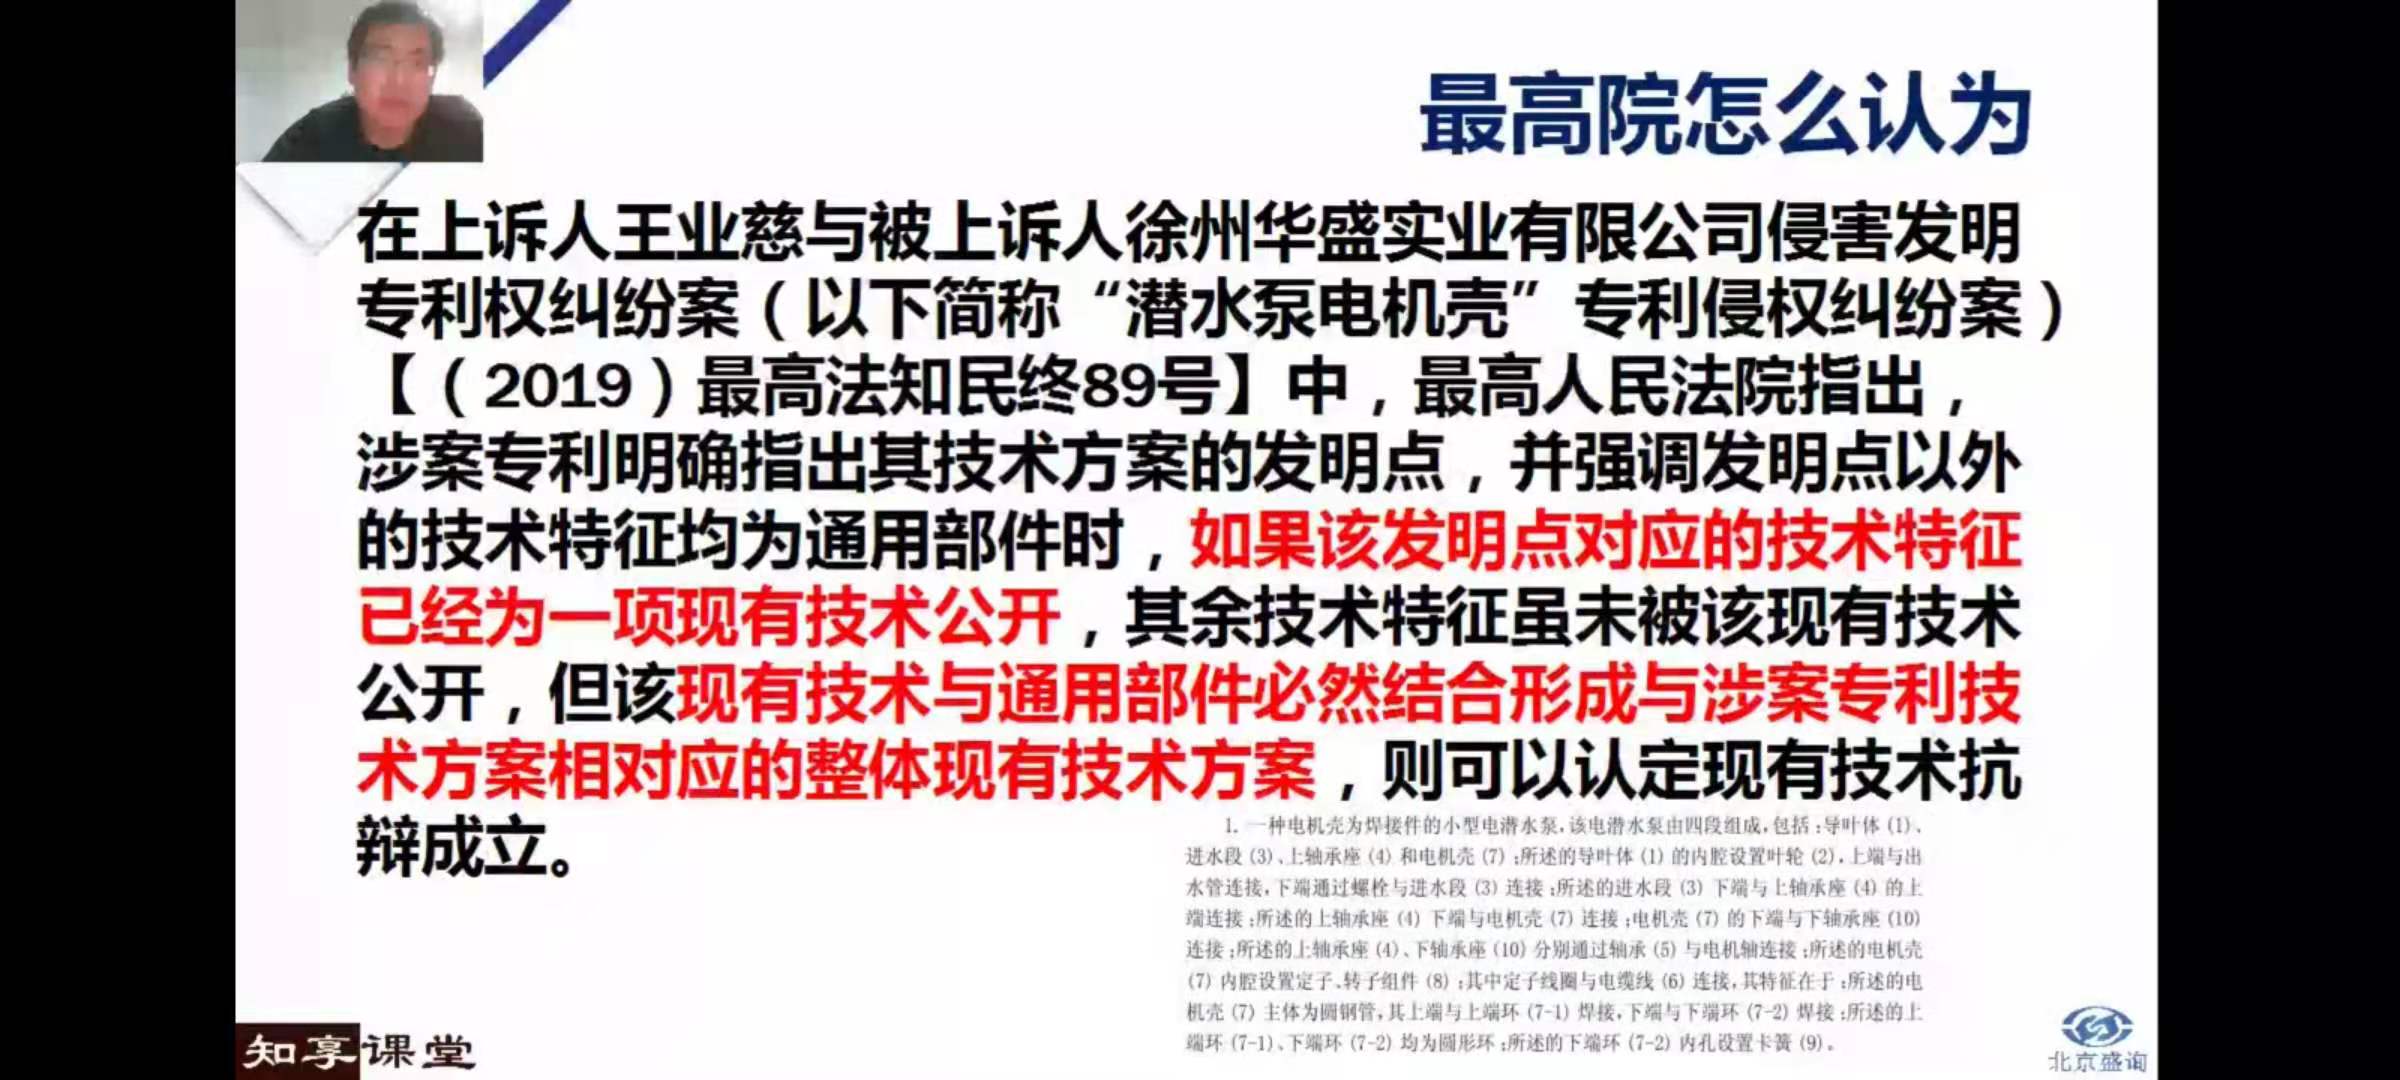 最高院怎么认为
在上诉人王业慈与被上诉人徐州华盛实业有限公司侵害发明
专利权纠纷案（以下简称“潜水泵电机壳”专利侵权纠纷案）
【（2019）最高法知民终89号】中，最高人民法院指出，
涉案专利明确指出其技术方案的发明点，并强调发明点以外
的技术特征均为通用部件时，如果该发明点对应的技术特征
已经为一项现有技术公开，其余技术特征虽未被该现有技术
公开，但该现有技术与通用部件必然结合形成与涉案专利技
术方案相对应的整体现有技术方案，则可以认定现有技术抗
辩成立。
1. 一种电机壳为焊接件的小型电潜水泵，该电潜水泵由四段组成，包括：导叶体（1）、
进水段（3）、上轴承座（4）和电机壳（7）；所述的导叶体（1）的内腔设置叶轮（2），上端与出
水管连接，下端通过螺栓与进水段（3）连接；所述的进水段（3）下端与上轴承座（4）的上
端连接；所述的上轴承座（4）下端与电机壳（7）连接；电机壳（7）的下端与下轴承座（10）
连接；所述的上轴承座（4）、下轴承座（10）分别通过轴承（5）与电机轴连接；所述的电机壳
（7）内腔设置定子、转子组件（8）；其中定子线圈与电缆线（6）连接，其特征在于：所述的电
机壳（7）主体为圆钢管，其上端与上端环（7-1）焊接，下端与下端环（7-2）焊接；所述的上
端环（7-1）、下端环（7-2）均为圆形环；所述的下端环（7-2）内孔设置卡簧（9）。
知享课堂
北京盛询